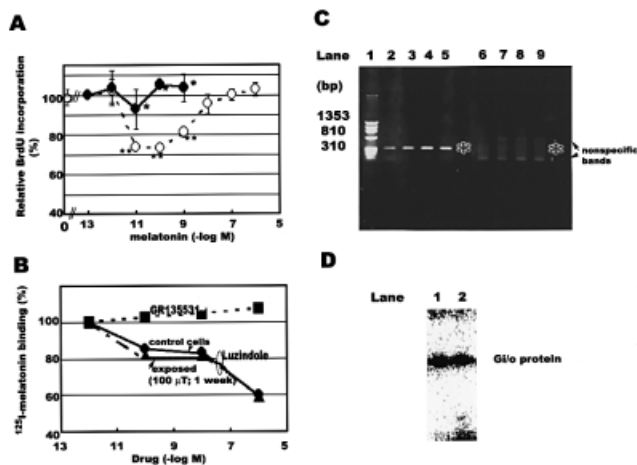 A
Relative BrdU Incorporation
(%)
100
80
60
40
0 13 11 9 7 5
melatonin (-log M)
**
**
**
*
*
B
¹²⁵I-melatonin binding (%)
120
100
80
60
40
GR135531
control cells
Luzindole
exposed
(100 µT; 1 week)
13 11 9 7 5
Drug (-log M)
C
Lane 1 2 3 4 5 6 7 8 9
(bp)
1353
810
310
nonspecific
bands
D
Lane 1 2
Gi/o protein